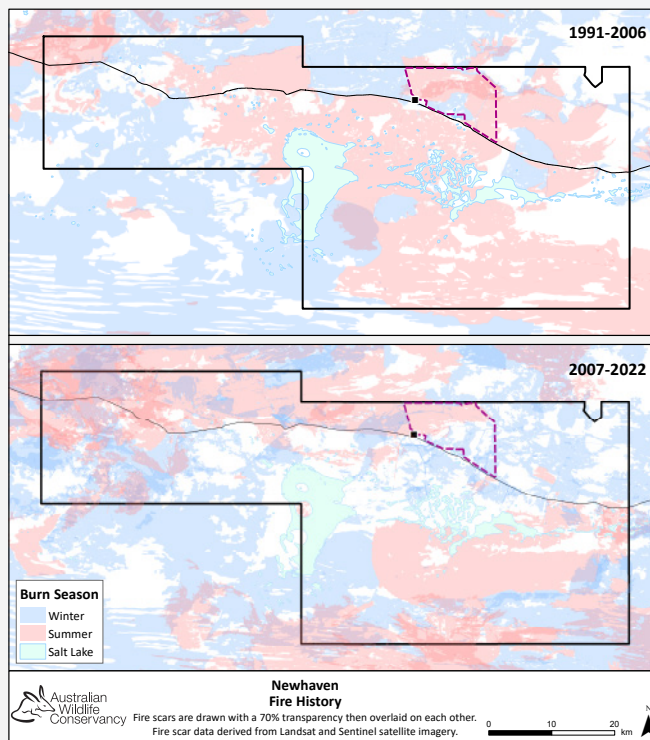 1991-2006
2007-2022
Burn Season
Winter
Summer
Salt Lake
Australian
Wildlife
Conservancy
Newhaven
Fire History
Fire scars are drawn with a 70% transparency then overlaid on each other.
Fire scar data derived from Landsat and Sentinel satellite imagery.
0 10 20
km
N